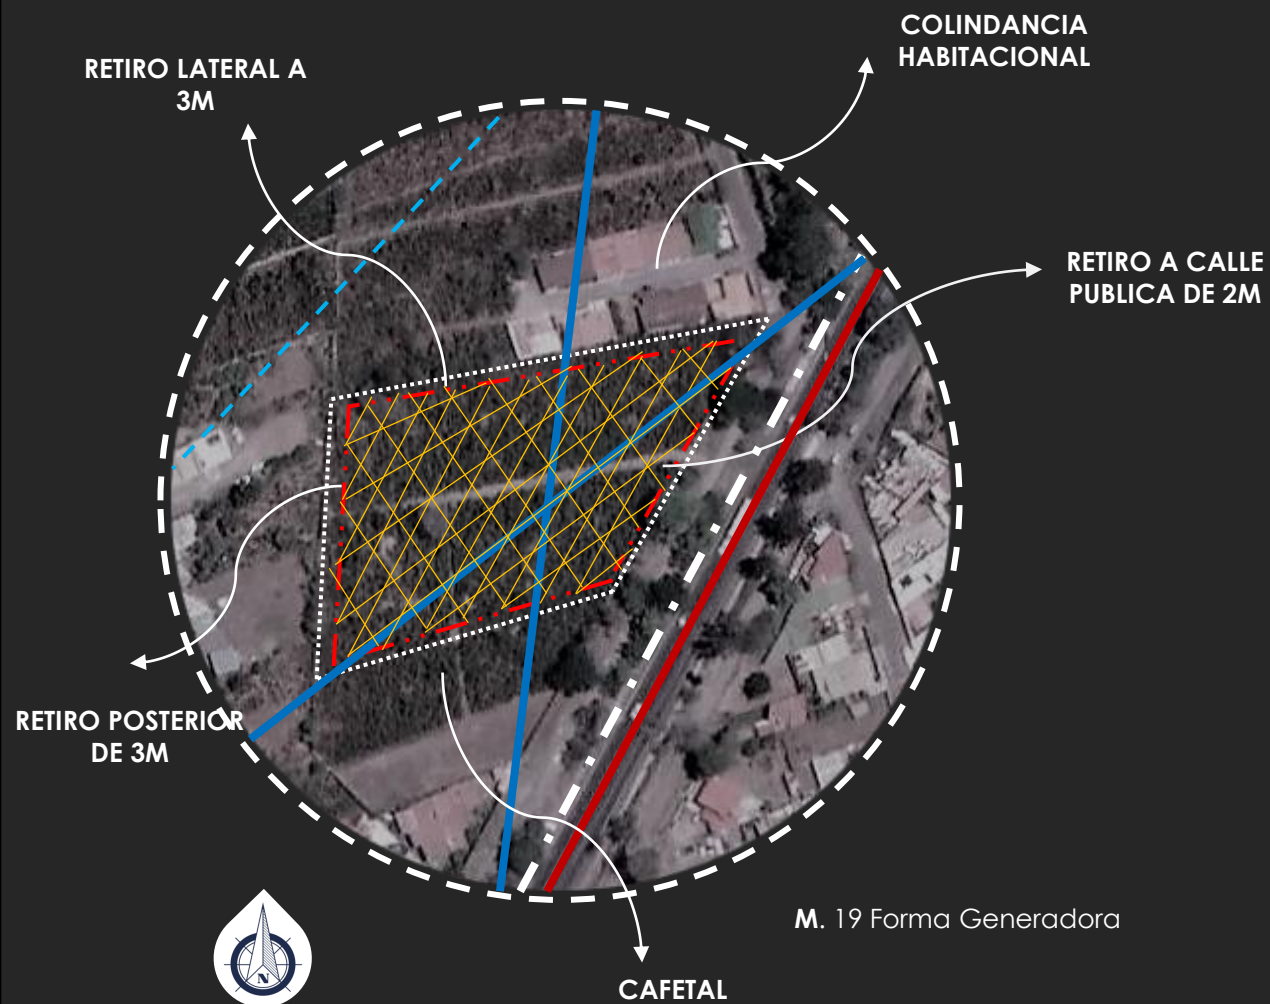 COLINDANCIA
HABITACIONAL
RETIRO LATERAL A
3M
RETIRO A CALLE
PUBLICA DE 2M
RETIRO POSTERIOR
DE 3M
M. 19 Forma Generadora
N
CAFETAL